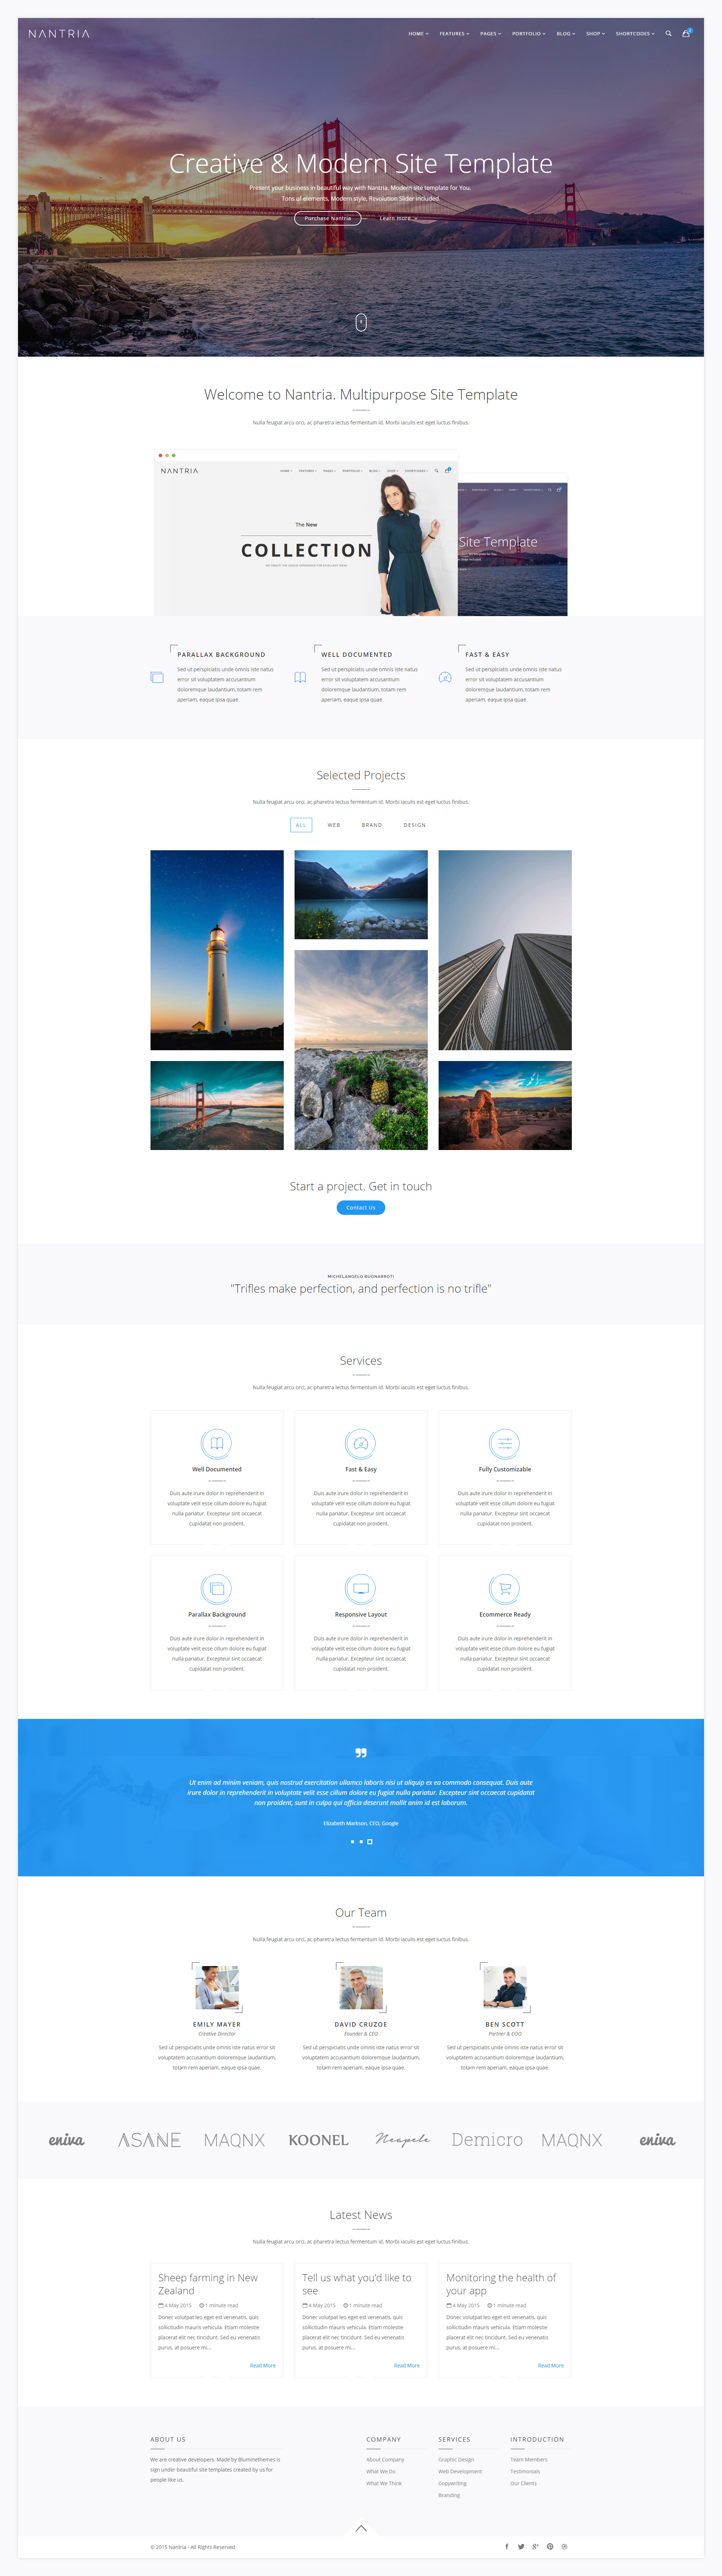 NANTRIA
HOME FEATURES PAGES PORTFOLIO BLOG SHOP SHORTCODES
Creative & Modern Site Template
Present your business in beautiful way with Nantria. Modern site template for You.
Tons of elements, Modern style, Revolution Slider included.
Purchase Nantria Learn more
Welcome to Nantria. Multipurpose Site Template
Nulla feugiat arcu orci, ac pharetra lectus fermentum id. Morbi iaculis est eget luctus finibus.
NANTRIA
HOME FEATURES PAGES PORTFOLIO BLOG SHOP SHORTCODES
The New
COLLECTION
Site Template
PARALLAX BACKGROUND
Sed ut perspiciatis unde omnis iste natus
error sit voluptatem accusantium
doloremque laudantium, totam rem
aperiam, eaque ipsa quae.
WELL DOCUMENTED
Sed ut perspiciatis unde omnis iste natus
error sit voluptatem accusantium
doloremque laudantium, totam rem
aperiam, eaque ipsa quae.
FAST & EASY
Sed ut perspiciatis unde omnis iste natus
error sit voluptatem accusantium
doloremque laudantium, totam rem
aperiam, eaque ipsa quae.
Selected Projects
Nulla feugiat arcu orci, ac pharetra lectus fermentum id. Morbi iaculis est eget luctus finibus.
ALL WEB BRAND DESIGN
Start a project. Get in touch
Contact Us
MICHELANGELO BUONARROTI
"Trifles make perfection, and perfection is no trifle"
Services
Nulla feugiat arcu orci, ac pharetra lectus fermentum id. Morbi iaculis est eget luctus finibus.
Well Documented
Duis aute irure dolor in reprehenderit in
voluptate velit esse cillum dolore eu fugiat
nulla pariatur. Excepteur sint occaecat
cupidatat non proident.
Fast & Easy
Duis aute irure dolor in reprehenderit in
voluptate velit esse cillum dolore eu fugiat
nulla pariatur. Excepteur sint occaecat
cupidatat non proident.
Fully Customizable
Duis aute irure dolor in reprehenderit in
voluptate velit esse cillum dolore eu fugiat
nulla pariatur. Excepteur sint occaecat
cupidatat non proident.
Parallax Background
Duis aute irure dolor in reprehenderit in
voluptate velit esse cillum dolore eu fugiat
nulla pariatur. Excepteur sint occaecat
cupidatat non proident.
Responsive Layout
Duis aute irure dolor in reprehenderit in
voluptate velit esse cillum dolore eu fugiat
nulla pariatur. Excepteur sint occaecat
cupidatat non proident.
Ecommerce Ready
Duis aute irure dolor in reprehenderit in
voluptate velit esse cillum dolore eu fugiat
nulla pariatur. Excepteur sint occaecat
cupidatat non proident.
Ut enim ad minim veniam, quis nostrud exercitation ullamco laboris nisi ut aliquip ex ea commodo consequat. Duis aute
irure dolor in reprehenderit in voluptate velit esse cillum dolore eu fugiat nulla pariatur. Excepteur sint occaecat cupidatat
non proident, sunt in culpa qui officia deserunt mollit anim id est laborum.
Elizabeth Markson, CEO, Google
Our Team
Nulla feugiat arcu orci, ac pharetra lectus fermentum id. Morbi iaculis est eget luctus finibus.
EMILY MAYER
Creative Director
Sed ut perspiciatis unde omnis iste natus error sit
voluptatem accusantium doloremque laudantium,
totam rem aperiam, eaque ipsa quae.
DAVID CRUZOE
Founder & CEO
Sed ut perspiciatis unde omnis iste natus error sit
voluptatem accusantium doloremque laudantium,
totam rem aperiam, eaque ipsa quae.
BEN SCOTT
Partner & COO
Sed ut perspiciatis unde omnis iste natus error sit
voluptatem accusantium doloremque laudantium,
totam rem aperiam, eaque ipsa quae.
eniva ASANE MAQNX KOONEL Neapele Demicro MAQNX eniva
Latest News
Nulla feugiat arcu orci, ac pharetra lectus fermentum id. Morbi iaculis est eget luctus finibus.
Sheep farming in New
Zealand
4 May 2015 1 minute read
Donec volutpat leo eget est venenatis, quis
sollicitudin mauris vehicula. Etiam molestie
placerat elit nec tincidunt. Sed eu venenatis
purus, at posuere mi...
Read More
Tell us what you'd like to
see
4 May 2015 1 minute read
Donec volutpat leo eget est venenatis, quis
sollicitudin mauris vehicula. Etiam molestie
placerat elit nec tincidunt. Sed eu venenatis
purus, at posuere mi...
Read More
Monitoring the health of
your app
4 May 2015 1 minute read
Donec volutpat leo eget est venenatis, quis
sollicitudin mauris vehicula. Etiam molestie
placerat elit nec tincidunt. Sed eu venenatis
purus, at posuere mi...
Read More
ABOUT US
We are creative developers. Made by Bluminethemes is
sign under beautiful site templates created by us for
people like us.
COMPANY
About Company
What We Do
What We Think
SERVICES
Graphic Design
Web Development
Copywriting
Branding
INTRODUCTION
Team Members
Testimonials
Our Clients
© 2015 Nantria - All Rights Reserved